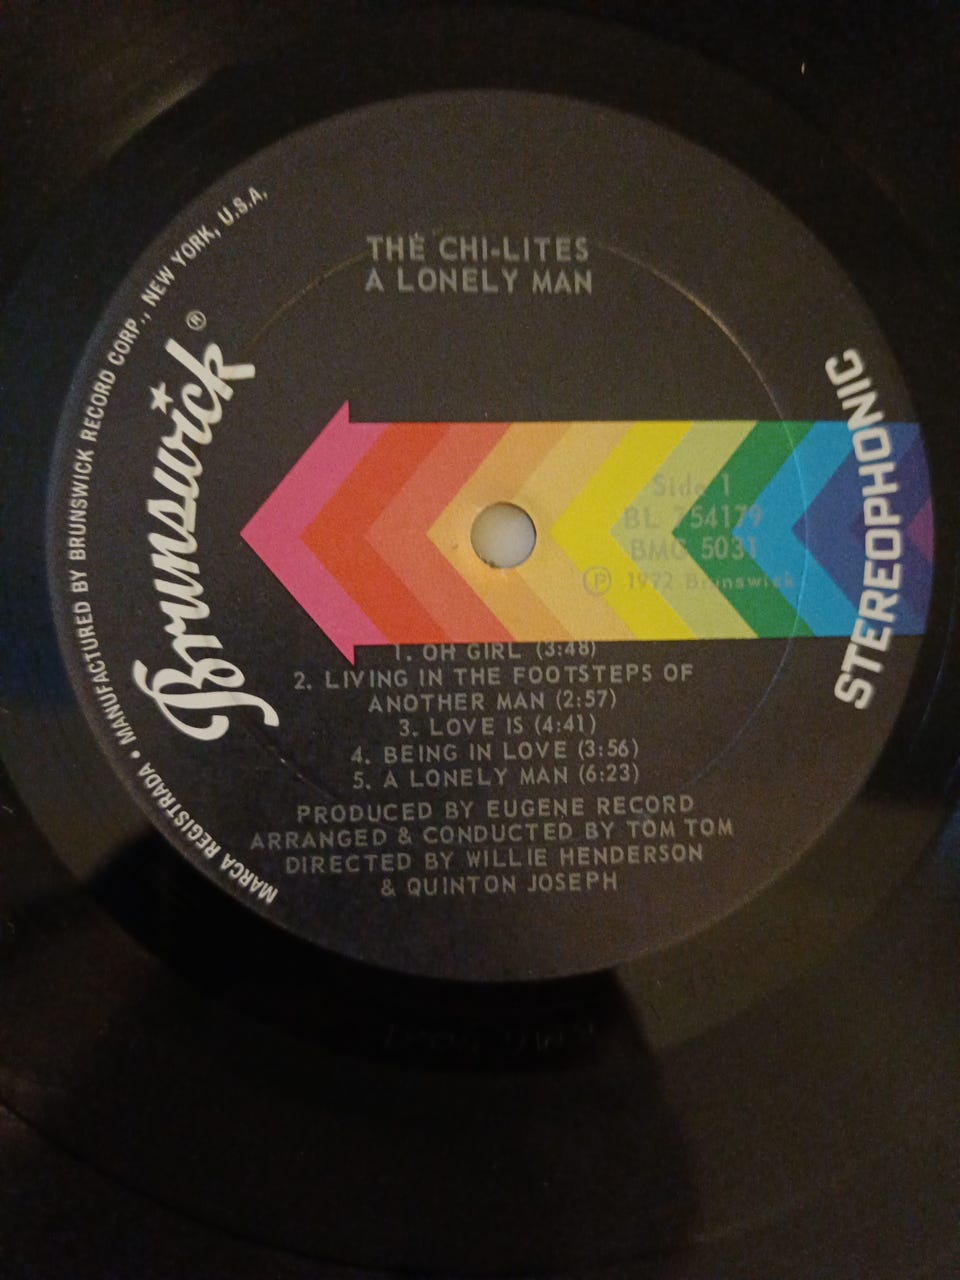 THE CHI-LITES
A LONELY MAN
MARCA REGISTRADA • MANUFACTURED BY BRUNSWICK RECORD CORP., NEW YORK, U.S.A.
Brunswick ®
STEREOPHONIC
Side 1
BL 754179
BMG 5031
Ⓟ 1972 Brunswick
1. OH GIRL (3:48)
2. LIVING IN THE FOOTSTEPS OF
ANOTHER MAN (2:57)
3. LOVE IS (4:41)
4. BEING IN LOVE (3:56)
5. A LONELY MAN (6:23)
PRODUCED BY EUGENE RECORD
ARRANGED & CONDUCTED BY TOM TOM
DIRECTED BY WILLIE HENDERSON
& QUINTON JOSEPH